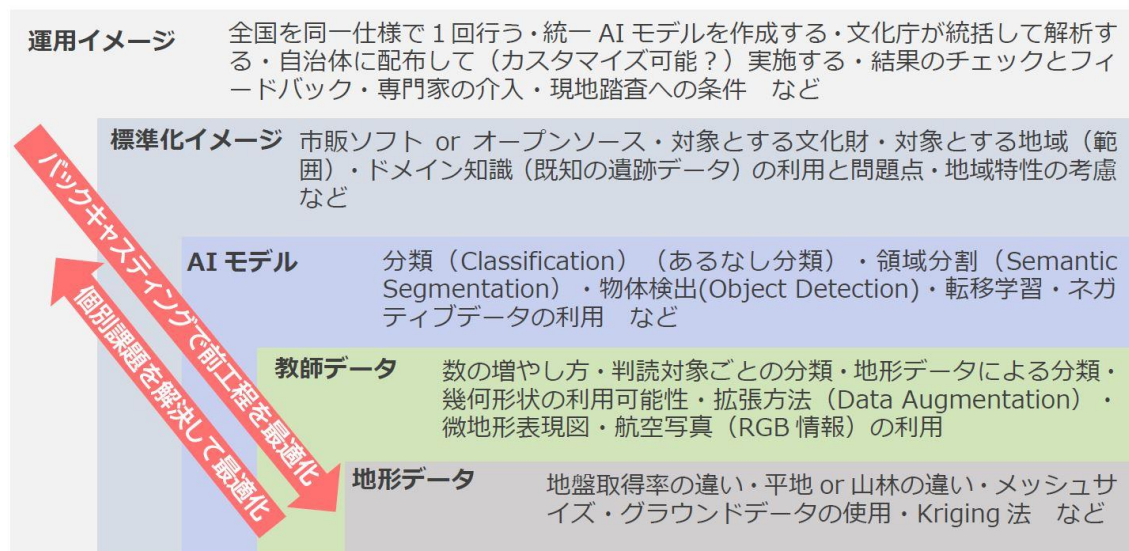 運用イメージ
全国を同一仕様で1回行う・統一 AI モデルを作成する・文化庁が統括して解析す
る・自治体に配布して(カスタマイズ可能?)実施する・結果のチェックとフィ
ードバック・専門家の介入・現地踏査への条件 など
標準化イメージ
市販ソフト or オープンソース・対象とする文化財・対象とする地域(範
囲)・ドメイン知識(既知の遺跡データ)の利用と問題点・地域特性の考慮
など
AI モデル
分類(Classification)(あるなし分類)・領域分割(Semantic
Segmentation)・物体検出(Object Detection)・転移学習・ネガ
ティブデータの利用 など
教師データ
数の増やし方・判読対象ごとの分類・地形データによる分類・
幾何形状の利用可能性・拡張方法(Data Augmentation)・
微地形表現図・航空写真(RGB 情報)の利用
地形データ
地盤取得率の違い・平地 or 山林の違い・メッシュサ
イズ・グラウンドデータの使用・Kriging 法 など
バックキャスティングで前工程を最適化
個別課題を解決して最適化